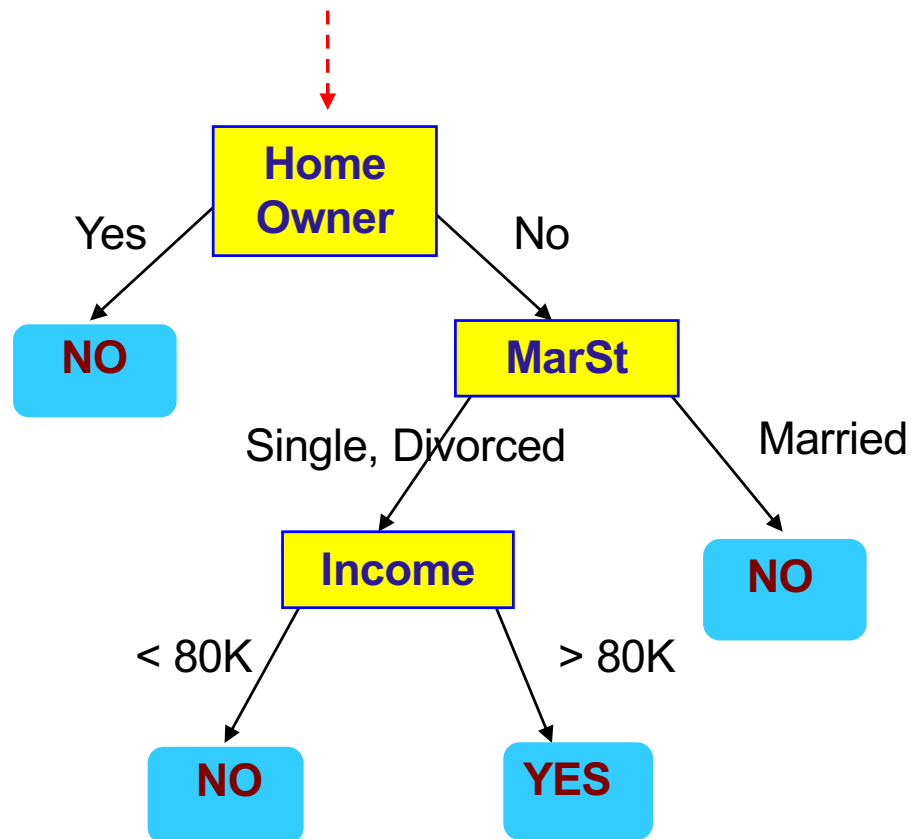 Home
Owner
Yes
No
NO
MarSt
Single, Divorced
Married
Income
NO
< 80K
> 80K
NO
YES